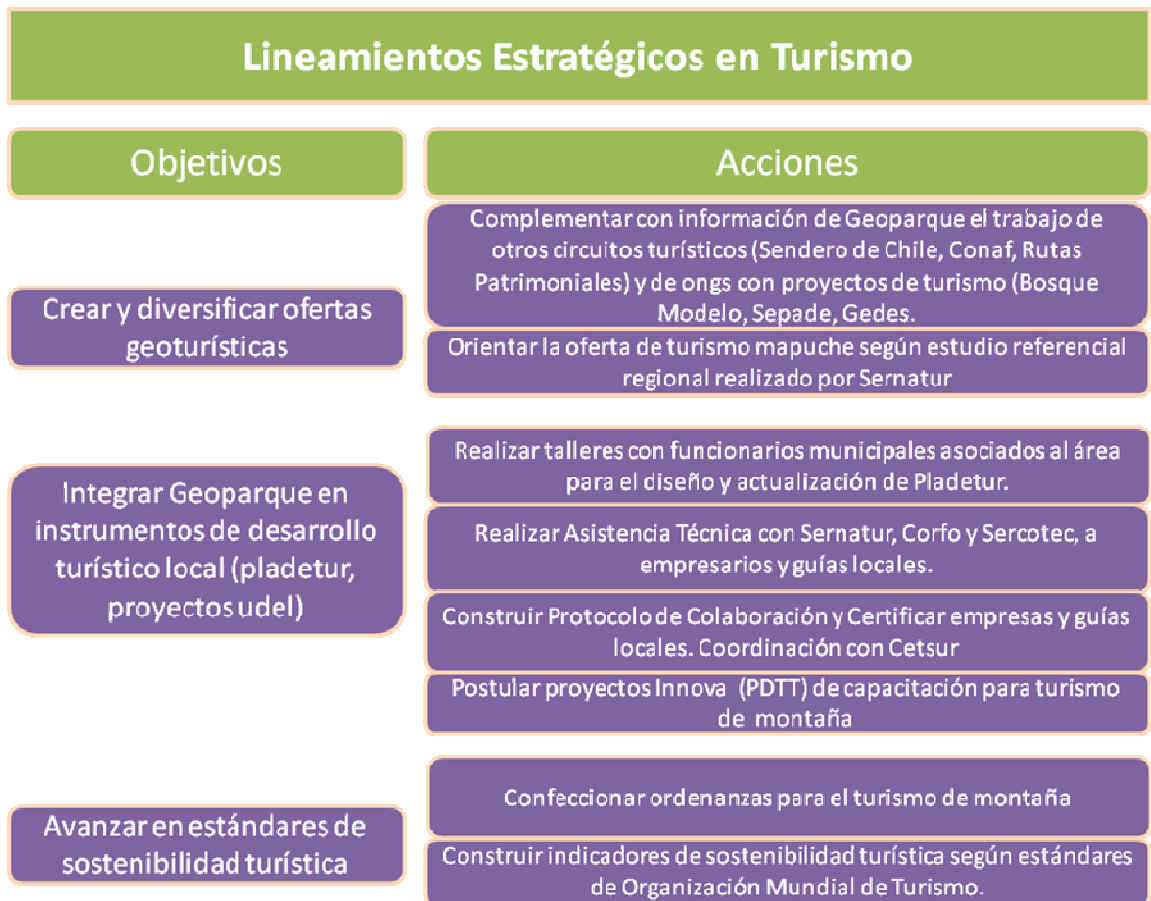 Lineamientos Estratégicos en Turismo
Objetivos
Acciones
Crear y diversificar ofertas
geoturísticas
Complementar con información de Geoparque el trabajo de
otros circuitos turísticos (Sendero de Chile, Conaf, Rutas
Patrimoniales) y de ongs con proyectos de turismo (Bosque
Modelo, Sepade, Gedes.
Orientar la oferta de turismo mapuche según estudio referencial
regional realizado por Sernatur
Integrar Geoparque en
instrumentos de desarrollo
turístico local (pladetur,
proyectos udel)
Realizar talleres con funcionarios municipales asociados al área
para el diseño y actualización de Pladetur.
Realizar Asistencia Técnica con Sernatur, Corfo y Sercotec, a
empresarios y guías locales.
Construir Protocolo de Colaboración y Certificar empresas y guías
locales. Coordinación con Cetsur
Postular proyectos Innova (PDTT) de capacitación para turismo
de montaña
Avanzar en estándares de
sostenibilidad turística
Confeccionar ordenanzas para el turismo de montaña
Construir indicadores de sostenibilidad turística según estándares
de Organización Mundial de Turismo.